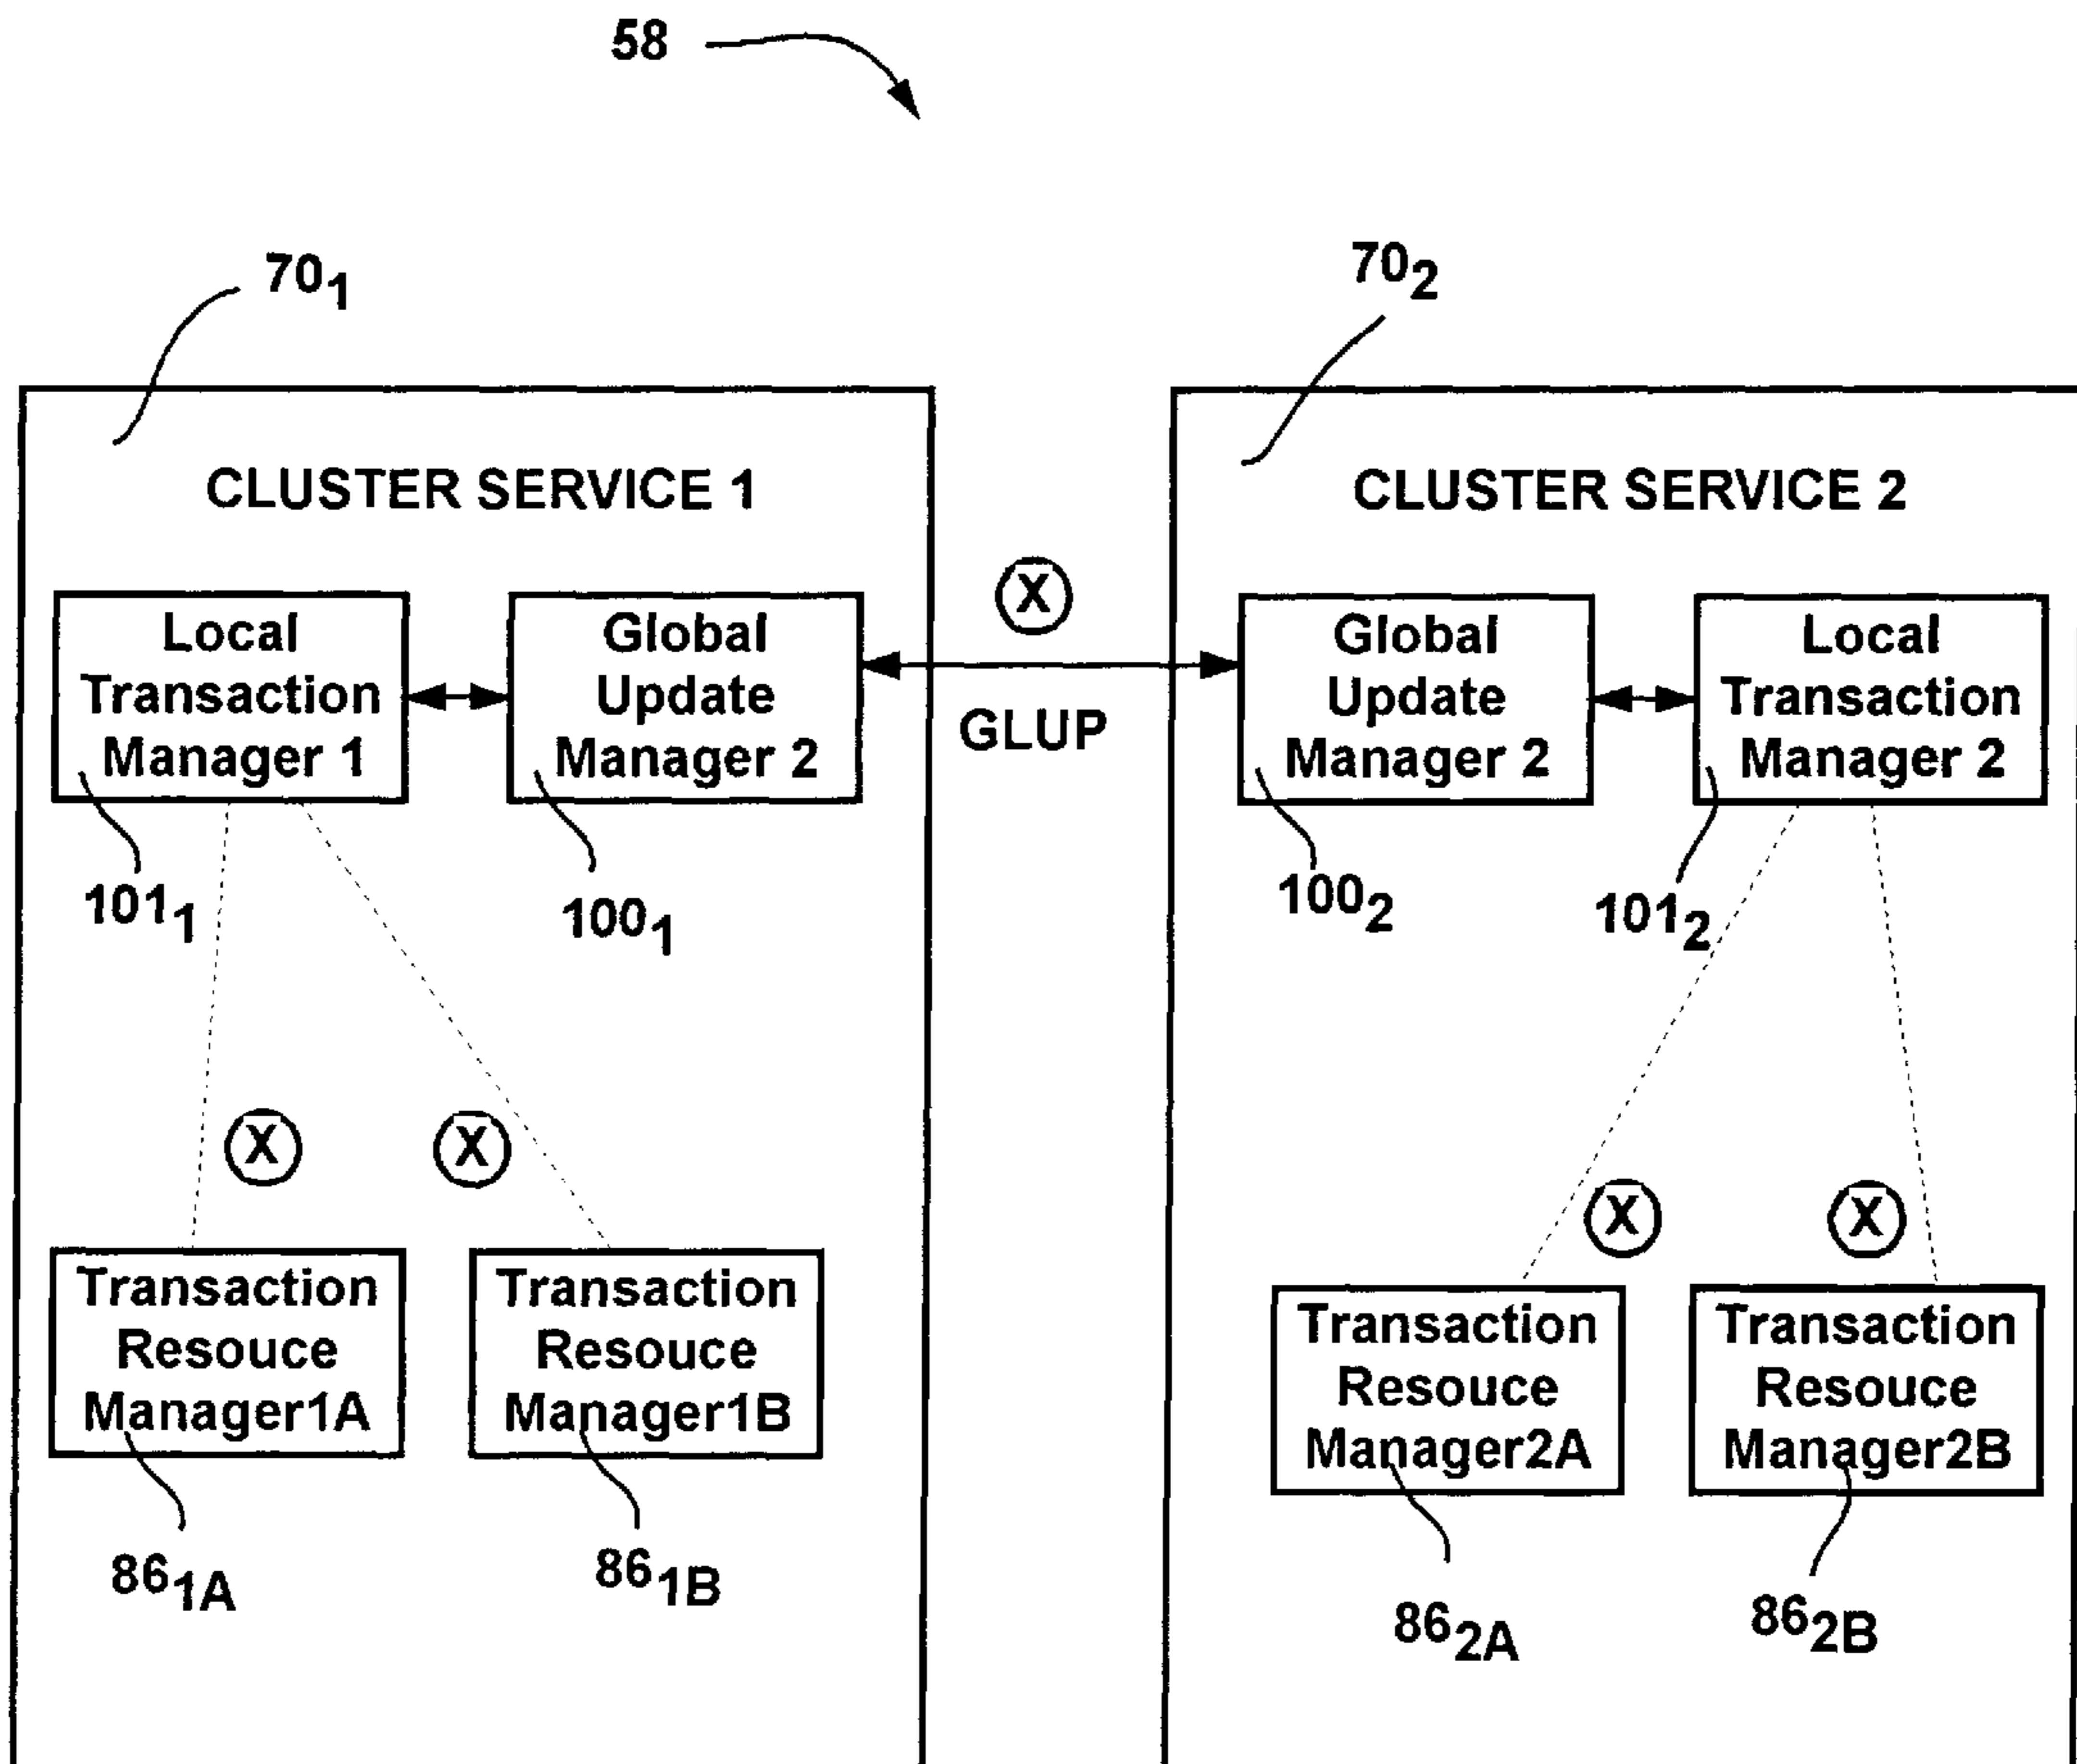 58
70₁
70₂
CLUSTER SERVICE 1
CLUSTER SERVICE 2
Local
Transaction
Manager 1
Global
Update
Manager 2
X
GLUP
Global
Update
Manager 2
Local
Transaction
Manager 2
101₁
100₁
100₂
101₂
X
X
X
X
Transaction
Resouce
Manager1A
Transaction
Resouce
Manager1B
Transaction
Resouce
Manager2A
Transaction
Resouce
Manager2B
86₁A
86₁B
86₂A
86₂B